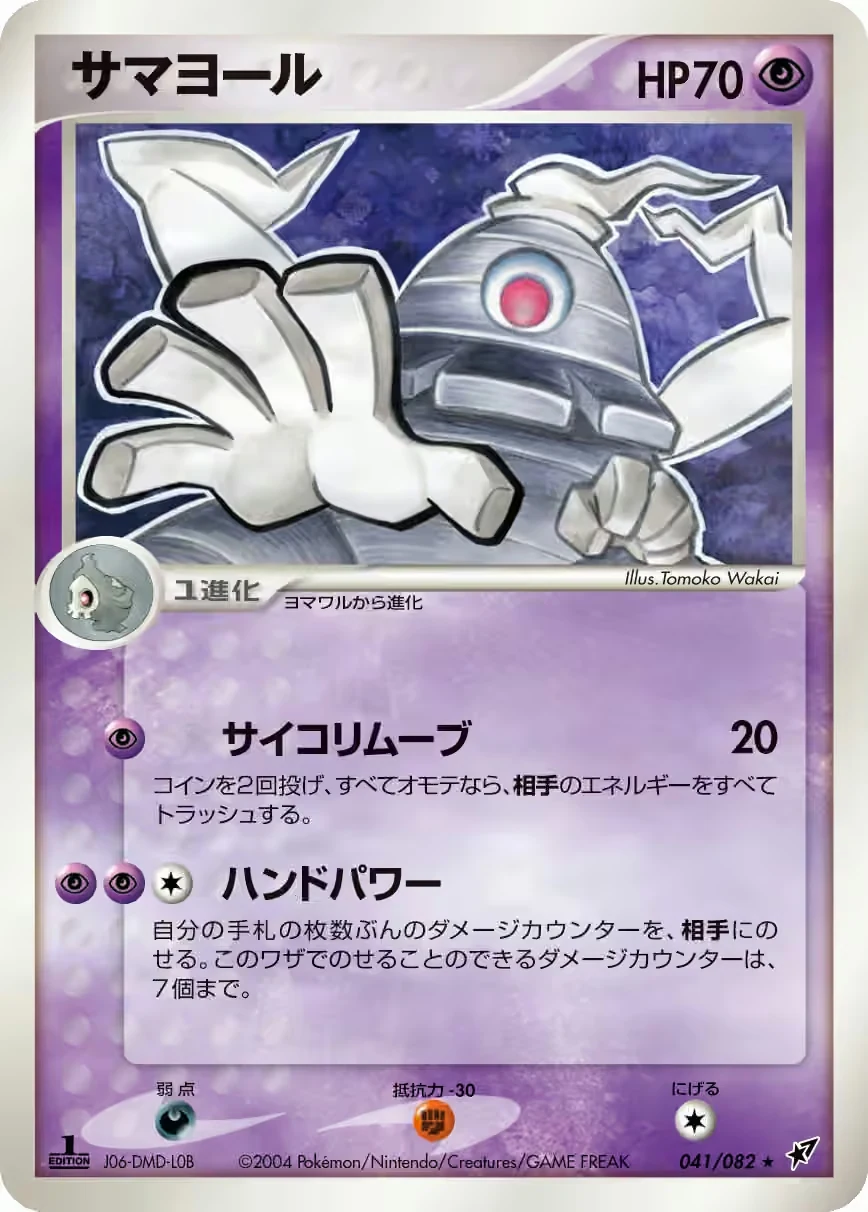 サマヨール
HP70
Illus.Tomoko Wakai
1進化
ヨマワルから進化
サイコリムーブ 20
コインを2回投げ、すべてオモテなら、相手のエネルギーをすべて
トラッシュする。
ハンドパワー
自分の手札の枚数ぶんのダメージカウンターを、相手にの
せる。このワザでのせることのできるダメージカウンターは、
7個まで。
弱点 抵抗力 -30 にげる
1 EDITION J06-DMD-L0B ©2004 Pokémon/Nintendo/Creatures/GAME FREAK 041/082 ★